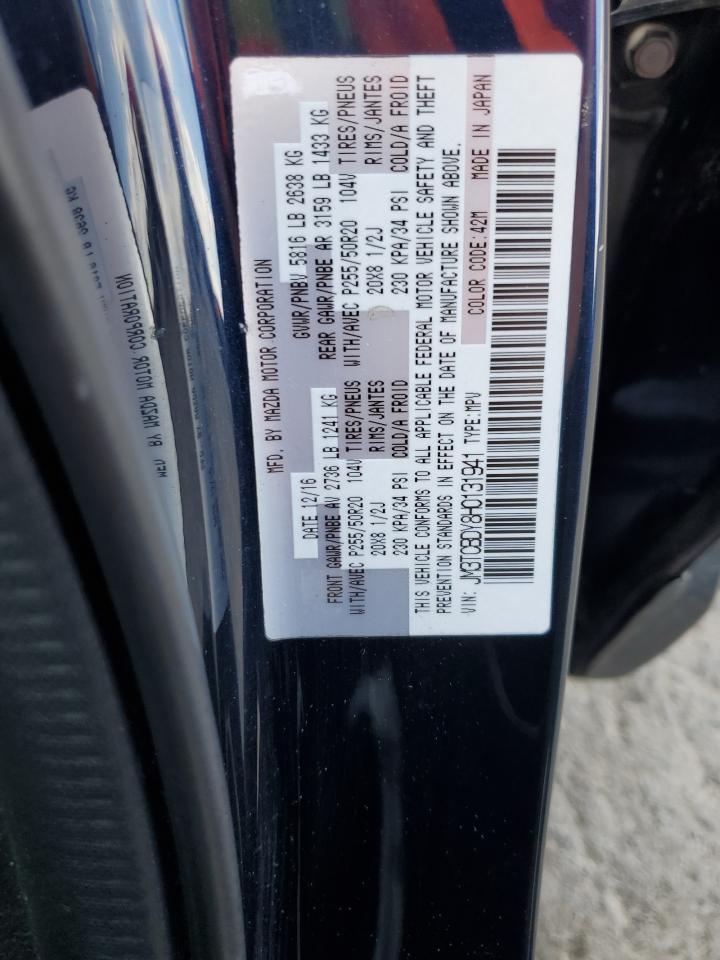 MFD. BY MAZDA MOTOR CORPORATION
DATE 12/16 GVWR/PNBV 5816 LB 2638 KG
FRONT GAWR/PNBE AV 2736 LB 1241 KG REAR GAWR/PNBE AR 3159 LB 1433 KG
WITH/AVEC P255/50R20 104V TIRES/PNEUS WITH/AVEC P255/50R20 104V TIRES/PNEUS
20X8 1/2J RIMS/JANTES 20X8 1/2J RIMS/JANTES
230 KPA/34 PSI COLD/A FROID 230 KPA/34 PSI COLD/A FROID
THIS VEHICLE CONFORMS TO ALL APPLICABLE FEDERAL MOTOR VEHICLE SAFETY AND THEFT
PREVENTION STANDARDS IN EFFECT ON THE DATE OF MANUFACTURE SHOWN ABOVE.
VIN: JM3TCBDY8H0131941 TYPE:MPV COLOR CODE:42M MADE IN JAPAN
MFD BY MAZDA MOTOR CORPORATION